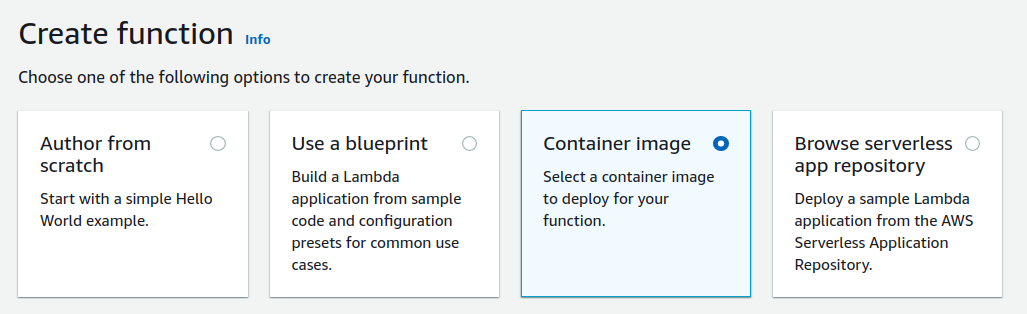 Create function Info
Choose one of the following options to create your function.
Author from
scratch
Start with a simple Hello
World example.
Use a blueprint
Build a Lambda
application from sample
code and configuration
presets for common use
cases.
Container image
Select a container image
to deploy for your
function.
Browse serverless
app repository
Deploy a sample Lambda
application from the AWS
Serverless Application
Repository.